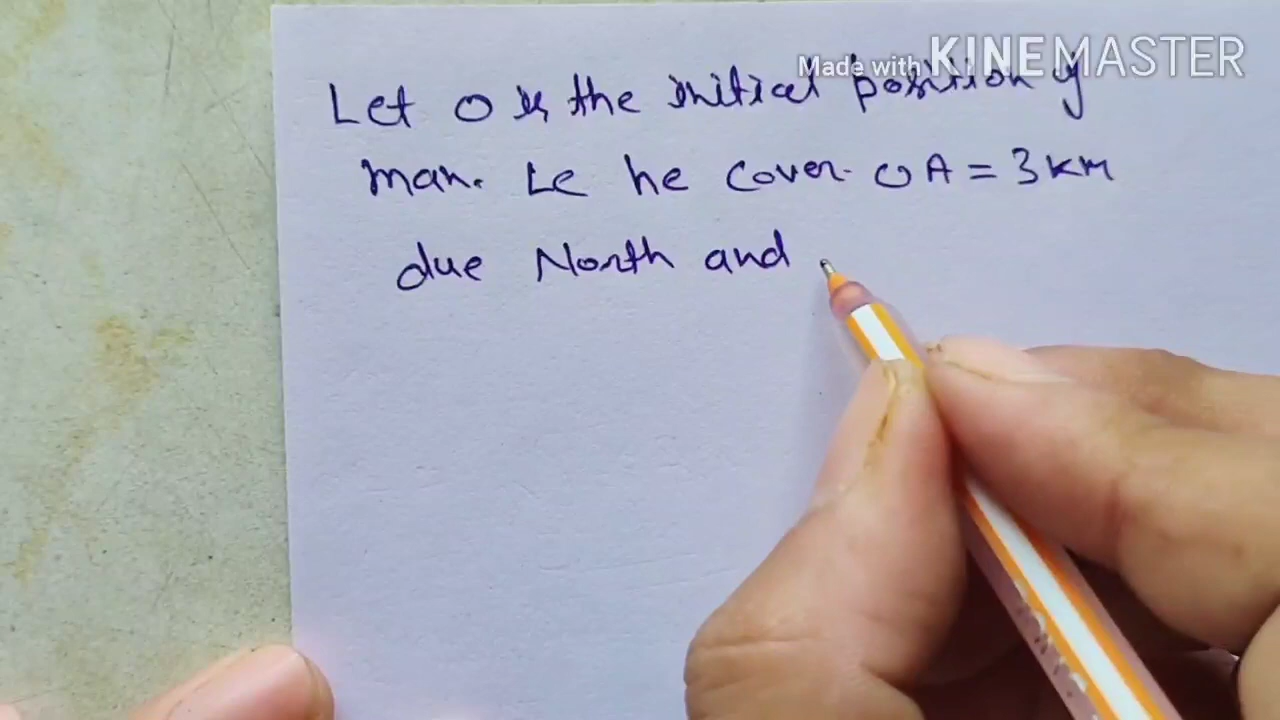 Made with KINEMASTER
Let O is the initial position of
man. Le he cover. OA = 3 km
due North and